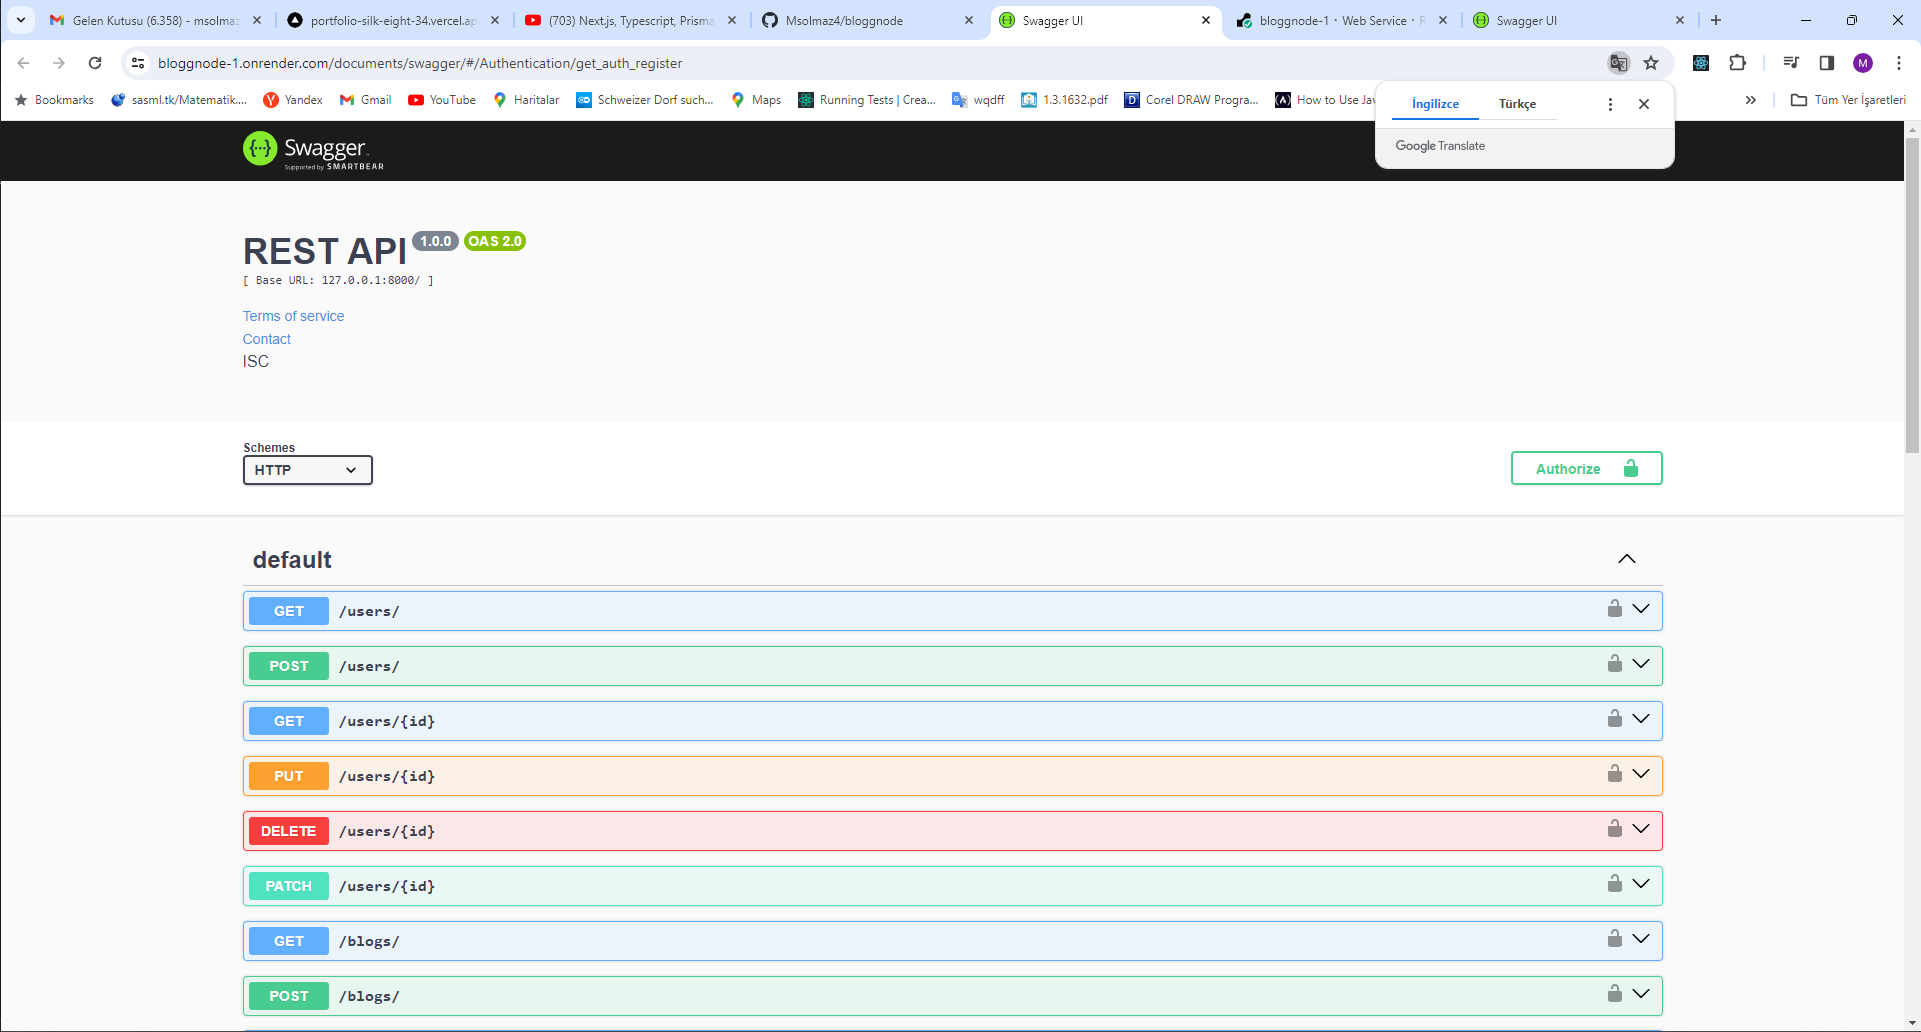 Gelen Kutusu (6.358) - msolmaz
portfolio-silk-eight-34.vercel.ap
(703) Next.js, Typescript, Prisma
Msolmaz4/bloggnode
Swagger UI
bloggnode-1 · Web Service · R
Swagger UI
bloggnode-1.onrender.com/documents/swagger/#/Authentication/get_auth_register
M
Bookmarks
sasml.tk/Matematik....
Yandex
Gmail
YouTube
Haritalar
Schweizer Dorf such...
Maps
Running Tests | Crea...
wqdff
1.3.1632.pdf
Corel DRAW Progra...
How to Use Jav
Tüm Yer İşaretleri
İngilizce
Türkçe
Google Translate
Swagger
Supported by SMARTBEAR
REST API 1.0.0 OAS 2.0
[ Base URL: 127.0.0.1:8000/ ]
Terms of service
Contact
ISC
Schemes
HTTP
Authorize
default
GET /users/
POST /users/
GET /users/{id}
PUT /users/{id}
DELETE /users/{id}
PATCH /users/{id}
GET /blogs/
POST /blogs/